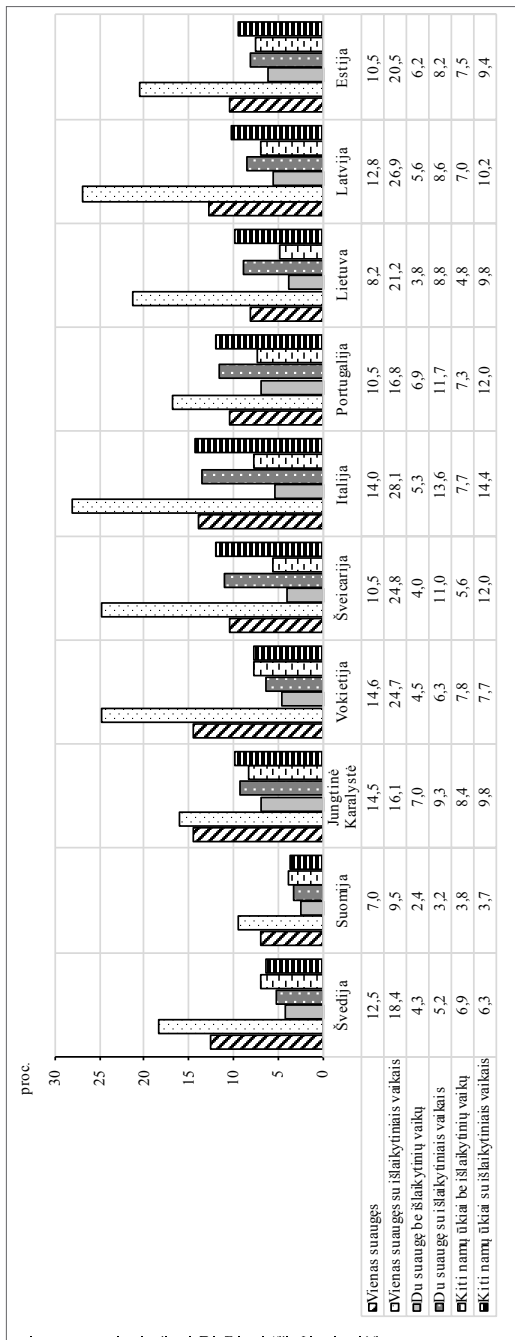 proc.
30
25
20
15
10
5
0
Švedija Suomija Jungtinė Karalystė Vokietija Šveicarija Italija Portugalija Lietuva Latvija Estija
Vienas suaugęs 12,5 7,0 14,5 14,6 10,5 14,0 10,5 8,2 12,8 10,5
Vienas suaugęs su išlaikytiniais vaikais 18,4 9,5 16,1 24,7 24,8 28,1 16,8 21,2 26,9 20,5
Du suaugę be išlaikytinių vaikų 4,3 2,4 7,0 4,5 4,0 5,3 6,9 3,8 5,6 6,2
Du suaugę su išlaikytiniais vaikais 5,2 3,2 9,3 6,3 11,0 13,6 11,7 8,8 8,6 8,2
Kiti namų ūkiai be išlaikytinių vaikų 6,9 3,8 8,4 7,8 5,6 7,7 7,3 4,8 7,0 7,5
Kiti namų ūkiai su išlaikytiniais vaikais 6,3 3,7 9,8 7,7 12,0 14,4 12,0 9,8 10,2 9,4